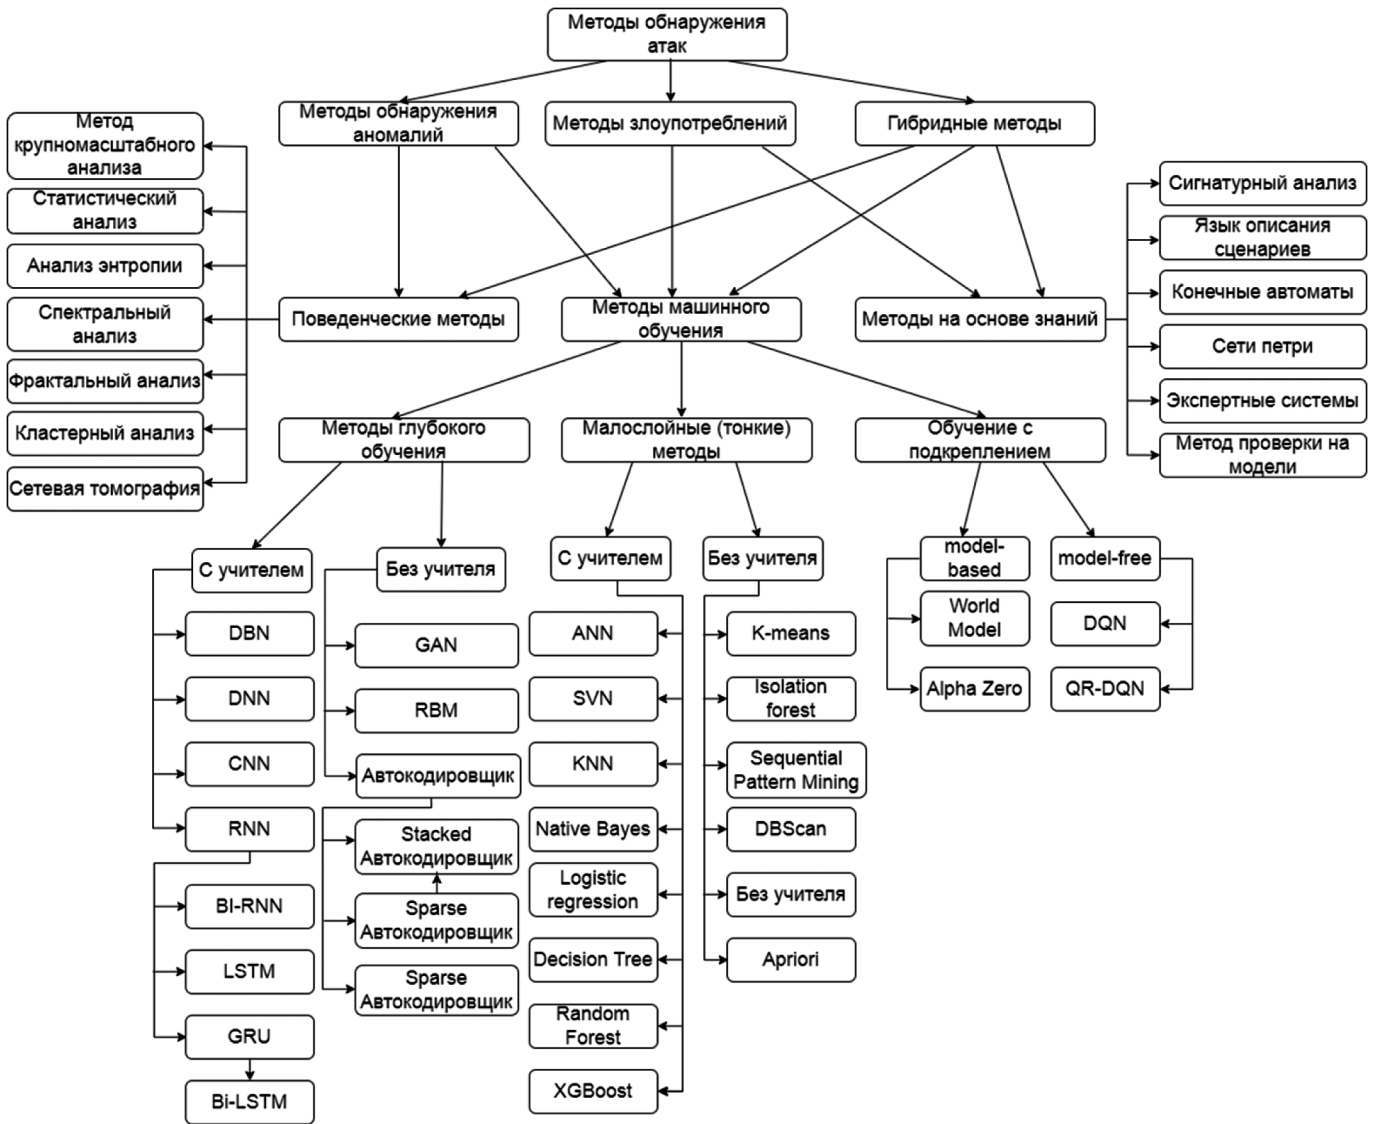 Методы обнаружения
атак
Методы обнаружения
аномалий
Методы злоупотреблений
Гибридные методы
Метод
крупномасштабного
анализа
Статистический
анализ
Анализ энтропии
Спектральный
анализ
Фрактальный анализ
Кластерный анализ
Сетевая томография
Поведенческие методы
Методы машинного
обучения
Методы на основе знаний
Сигнатурный анализ
Язык описания
сценариев
Конечные автоматы
Сети петри
Экспертные системы
Метод проверки на
модели
Методы глубокого
обучения
Малослойные (тонкие)
методы
Обучение с
подкреплением
С учителем
DBN
DNN
CNN
RNN
BI-RNN
LSTM
GRU
Bi-LSTM
Без учителя
GAN
RBM
Автокодировщик
Stacked
Автокодировщик
Sparse
Автокодировщик
Sparse
Автокодировщик
С учителем
ANN
SVN
KNN
Native Bayes
Logistic
regression
Decision Tree
Random
Forest
XGBoost
Без учителя
K-means
Isolation
forest
Sequential
Pattern Mining
DBScan
Без учителя
Apriori
model-
based
World
Model
Alpha Zero
model-free
DQN
QR-DQN